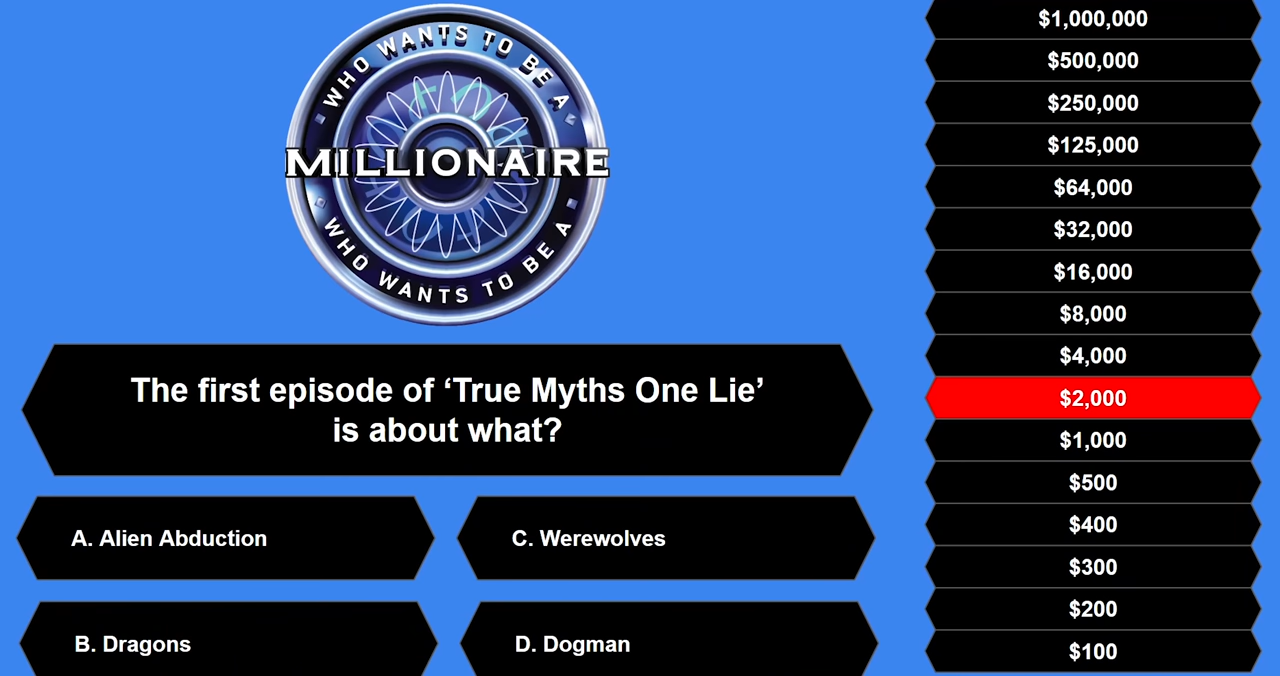 WHO WANTS TO BE A
MILLIONAIRE
WHO WANTS TO BE A
The first episode of ‘True Myths One Lie’
is about what?
A. Alien Abduction
C. Werewolves
B. Dragons
D. Dogman
$1,000,000
$500,000
$250,000
$125,000
$64,000
$32,000
$16,000
$8,000
$4,000
$2,000
$1,000
$500
$400
$300
$200
$100